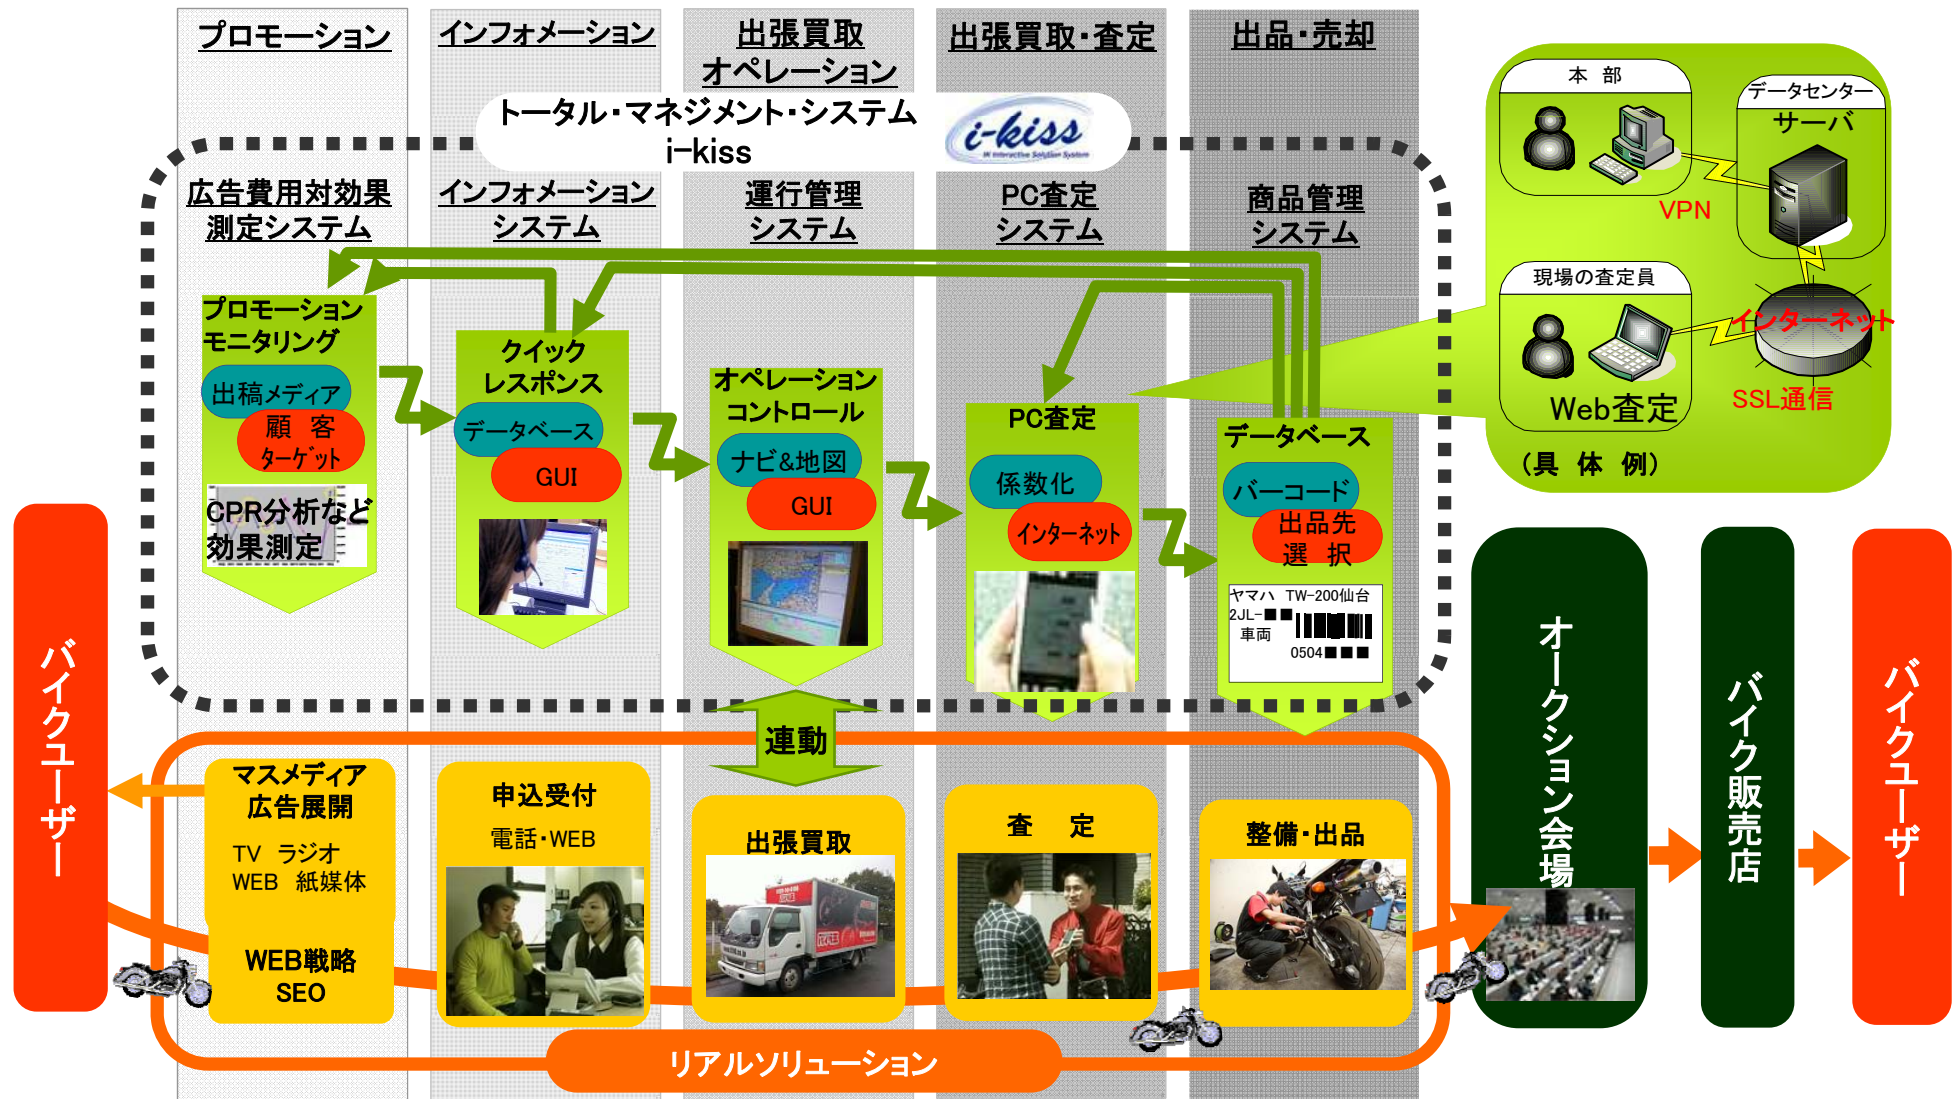 プロモーション
インフォメーション
出張買取
オペレーション
出張買取・査定
出品・売却
トータル・マネジメント・システム
i-kiss
i-kiss
IK Interactive Solution System
広告費用対効果
測定システム
インフォメーション
システム
運行管理
システム
PC査定
システム
商品管理
システム
プロモーション
モニタリング
出稿メディア
顧 客
ターゲット
CPR分析など
効果測定
クイック
レスポンス
データベース
GUI
オペレーション
コントロール
ナビ&地図
GUI
PC査定
係数化
インターネット
データベース
バーコード
出品先
選 択
ヤマハ TW-200仙台
2JL-■■
車両
0504■■■
本 部
データセンター
サーバ
VPN
現場の査定員
インターネット
SSL通信
Web査定
(具 体 例)
連動
バイクユーザー
マスメディア
広告展開
TV ラジオ
WEB 紙媒体
WEB戦略
SEO
申込受付
電話・WEB
出張買取
査 定
整備・出品
リアルソリューション
オークション会場
バイク販売店
バイクユーザー